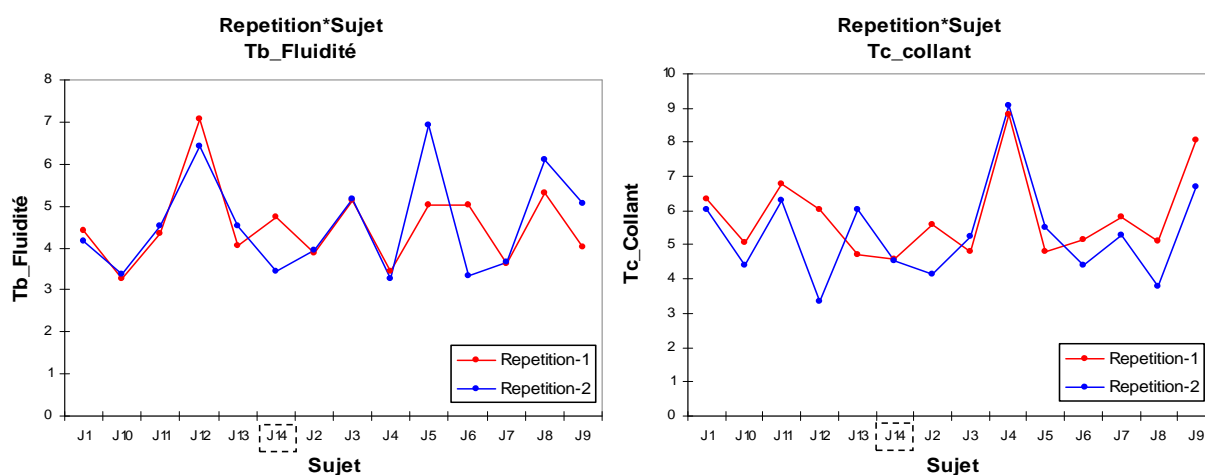 Repetition*Sujet
Tb_Fluidité
8
7
6
5
4
3
2
1
0
Tb_Fluidité
Repetition-1
Repetition-2
J1 J10 J11 J12 J13 J14 J2 J3 J4 J5 J6 J7 J8 J9
Sujet
Repetition*Sujet
Tc_collant
10
9
8
7
6
5
4
3
2
1
0
Tc_Collant
Repetition-1
Repetition-2
J1 J10 J11 J12 J13 J14 J2 J3 J4 J5 J6 J7 J8 J9
Sujet